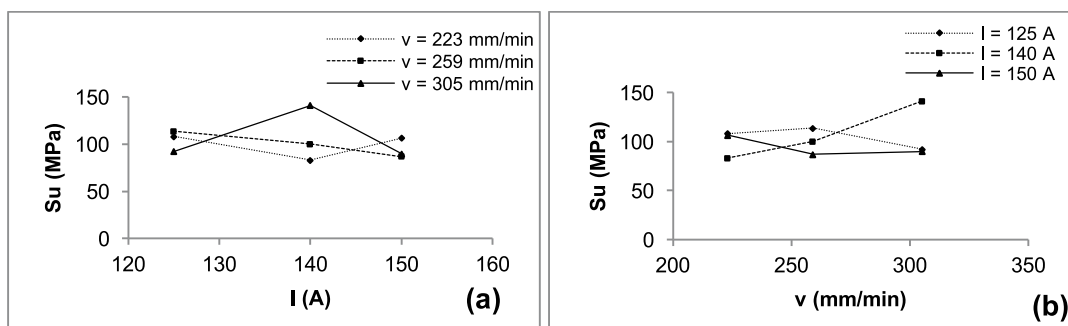 v = 223 mm/min
v = 259 mm/min
v = 305 mm/min
150
100
50
0
Su (MPa)
120
130
140
150
160
I (A)
(a)
I = 125 A
I = 140 A
I = 150 A
150
100
50
0
Su (MPa)
200
250
300
350
v (mm/min)
(b)